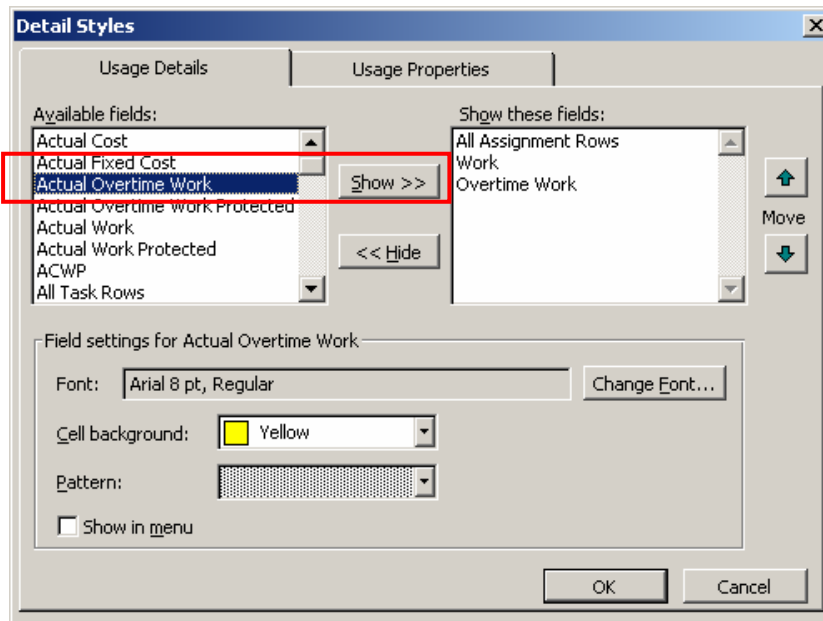 Detail Styles
Usage Details
Usage Properties
Available fields:
Show these fields:
Actual Cost
Actual Fixed Cost
Actual Overtime Work
Actual Overtime Work Protected
Actual Work
Actual Work Protected
ACWP
All Task Rows
Show >>
<< Hide
All Assignment Rows
Work
Overtime Work
Move
Field settings for Actual Overtime Work
Font: Arial 8 pt, Regular Change Font...
Cell background: Yellow
Pattern:
Show in menu
OK Cancel